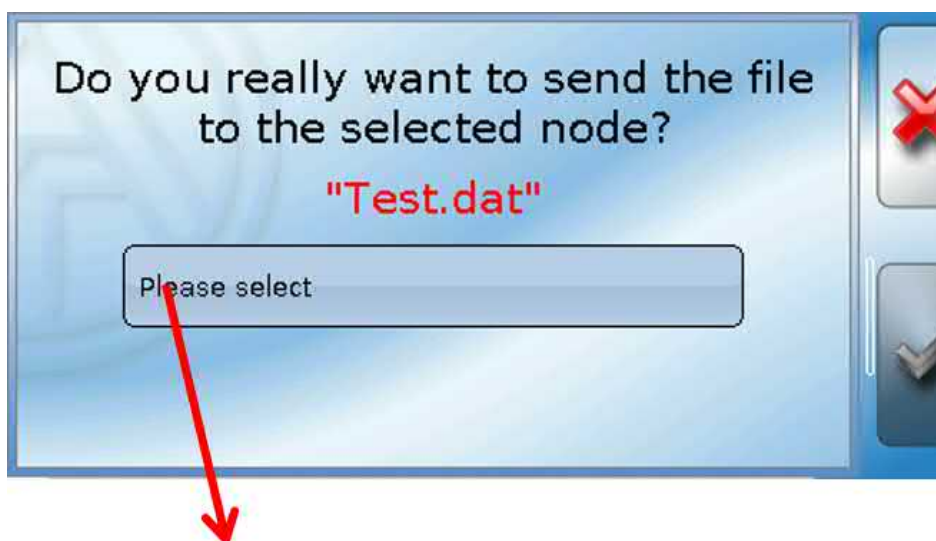 Do you really want to send the file
to the selected node?
"Test.dat"
Please select